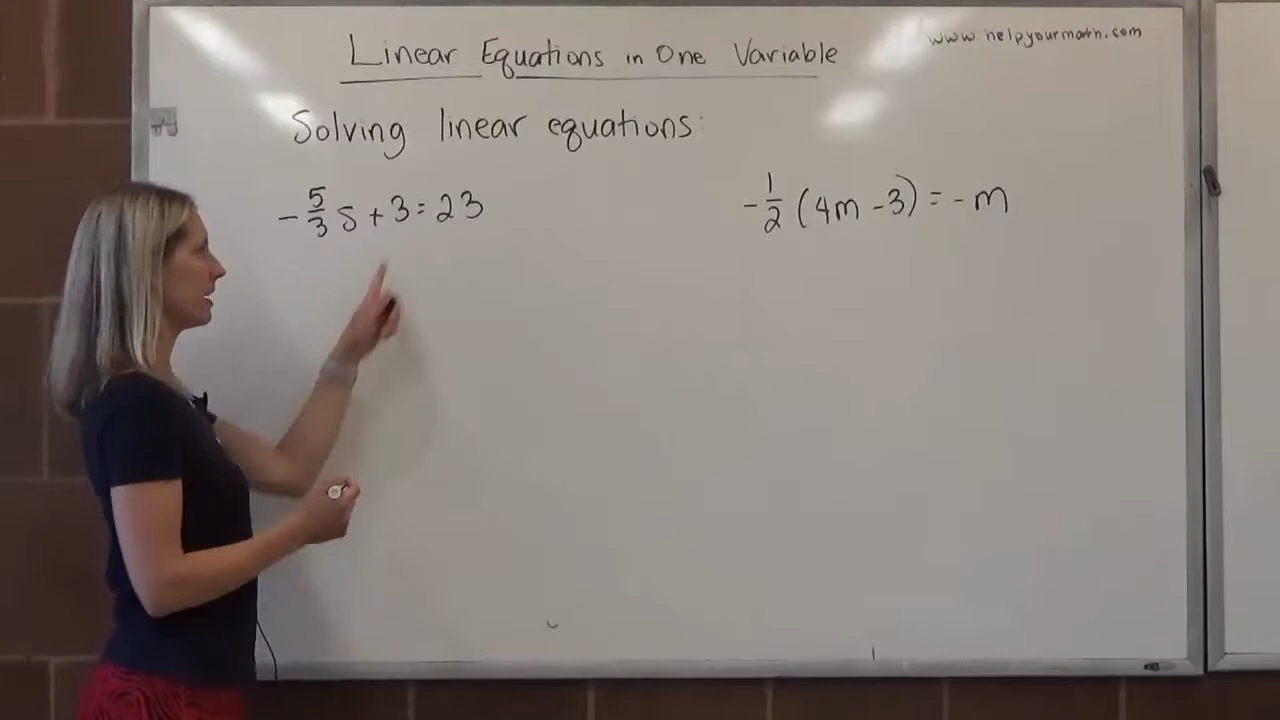 www.helpyourmath.com
Linear Equations in One Variable
Solving linear equations:
-5/3 s + 3 = 23
-1/2 (4m - 3) = -m